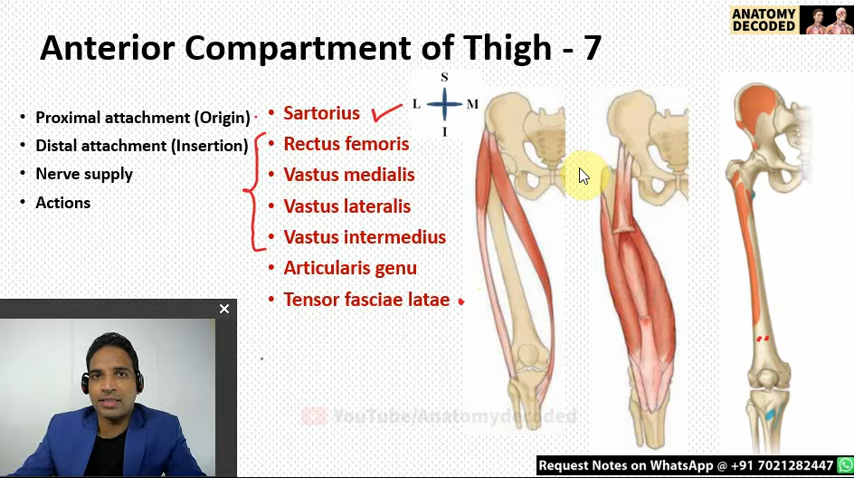 Anterior Compartment of Thigh - 7
ANATOMY
DECODED
• Proximal attachment (Origin)
• Distal attachment (Insertion)
• Nerve supply
• Actions
• Sartorius
• Rectus femoris
• Vastus medialis
• Vastus lateralis
• Vastus intermedius
• Articularis genu
• Tensor fasciae latae
S
L M
I
YouTube/Anatomydecoded
Request Notes on WhatsApp @ +91 7021282447